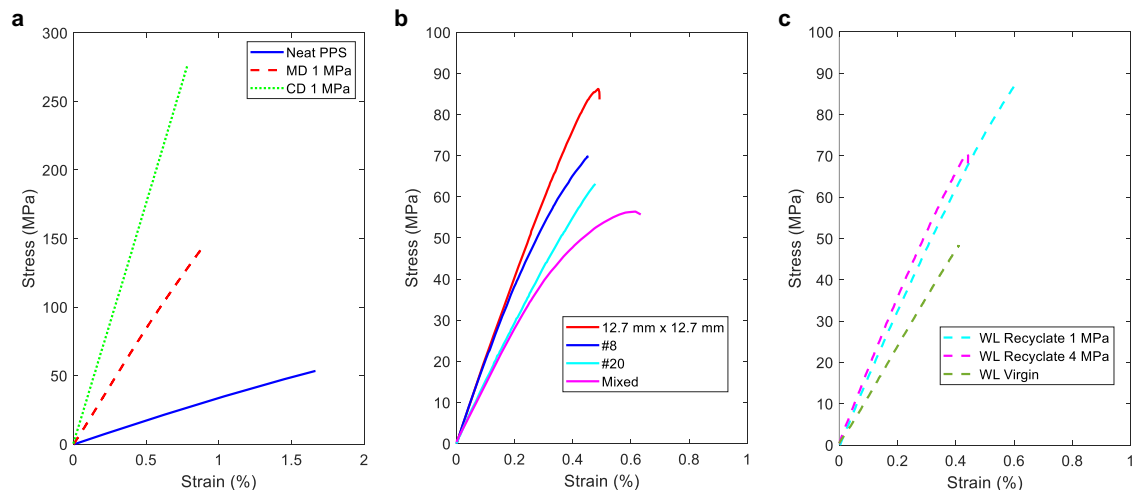 a
300
250
200
150
100
50
0
Stress (MPa)
0
0.5
1
1.5
2
Strain (%)
Neat PPS
MD 1 MPa
CD 1 MPa
b
100
90
80
70
60
50
40
30
20
10
0
Stress (MPa)
0
0.2
0.4
0.6
0.8
1
Strain (%)
12.7 mm x 12.7 mm
#8
#20
Mixed
c
100
90
80
70
60
50
40
30
20
10
0
Stress (MPa)
0
0.2
0.4
0.6
0.8
1
Strain (%)
WL Recyclate 1 MPa
WL Recyclate 4 MPa
WL Virgin